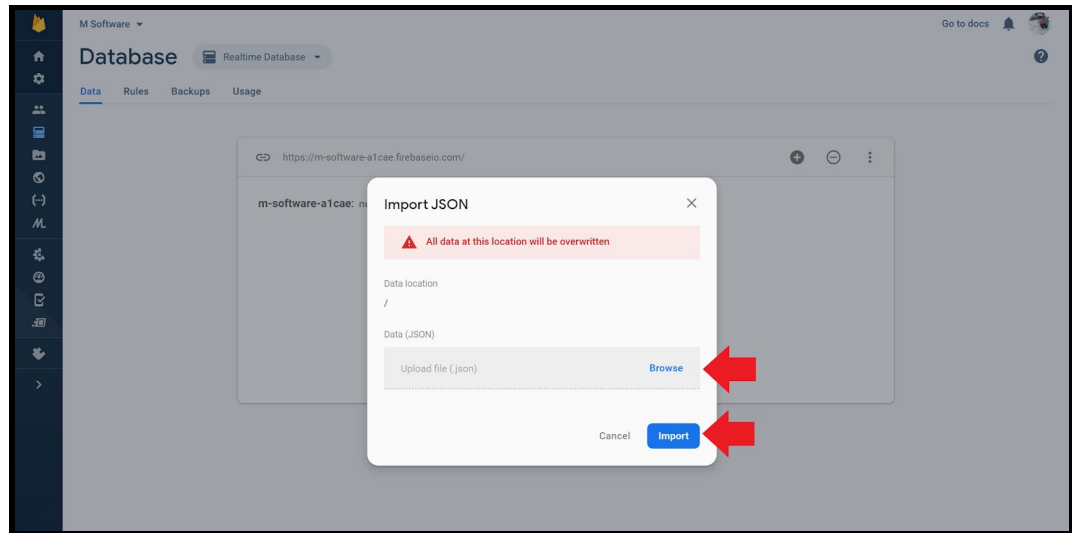 M Software
Go to docs
Database
Realtime Database
Data Rules Backups Usage
https://m-software-a1cae.firebaseio.com/
m-software-a1cae:
Import JSON
All data at this location will be overwritten
Data location
/
Data (JSON)
Upload file (.json) Browse
Cancel Import